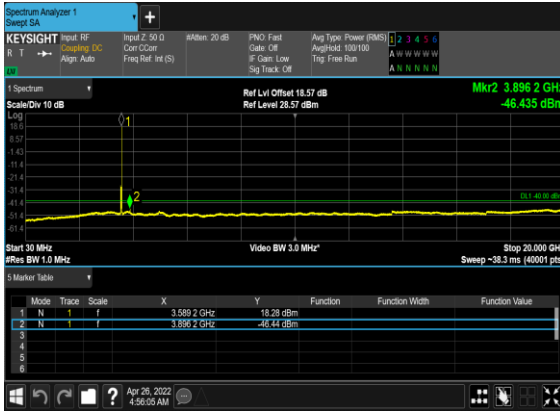 Spectrum Analyzer 1
Swept SA
KEYSIGHT
R T
Input: RF
Coupling: DC
Align: Auto
Input Z: 50 Ω
Corr CCorr
Freq Ref: Int (S)
#Atten: 20 dB
PNO: Fast
Gate: Off
IF Gain: Low
Sig Track: Off
Avg Type: Power (RMS)
Avg|Hold: 100/100
Trig: Free Run
1 2 3 4 5 6
A W W W W W
A N N N N N
1 Spectrum
Scale/Div 10 dB
Ref Lvl Offset 18.57 dB
Ref Level 28.57 dBm
Mkr2 3.896 2 GHz
-46.435 dBm
Log
18.6
8.57
-1.43
-11.4
-21.4
-31.4
-41.4
-51.4
-61.4
1
2
DL1 -40.00 dBm
Start 30 MHz
#Res BW 1.0 MHz
Video BW 3.0 MHz*
Stop 20.000 GHz
Sweep ~38.3 ms (40001 pts)
5 Marker Table
Mode Trace Scale X Y Function Function Width Function Value
1 N 1 f 3.589 2 GHz 18.28 dBm
2 N 1 f 3.896 2 GHz -46.44 dBm
3
4
5
6
?
Apr 26, 2022
4:56:05 AM